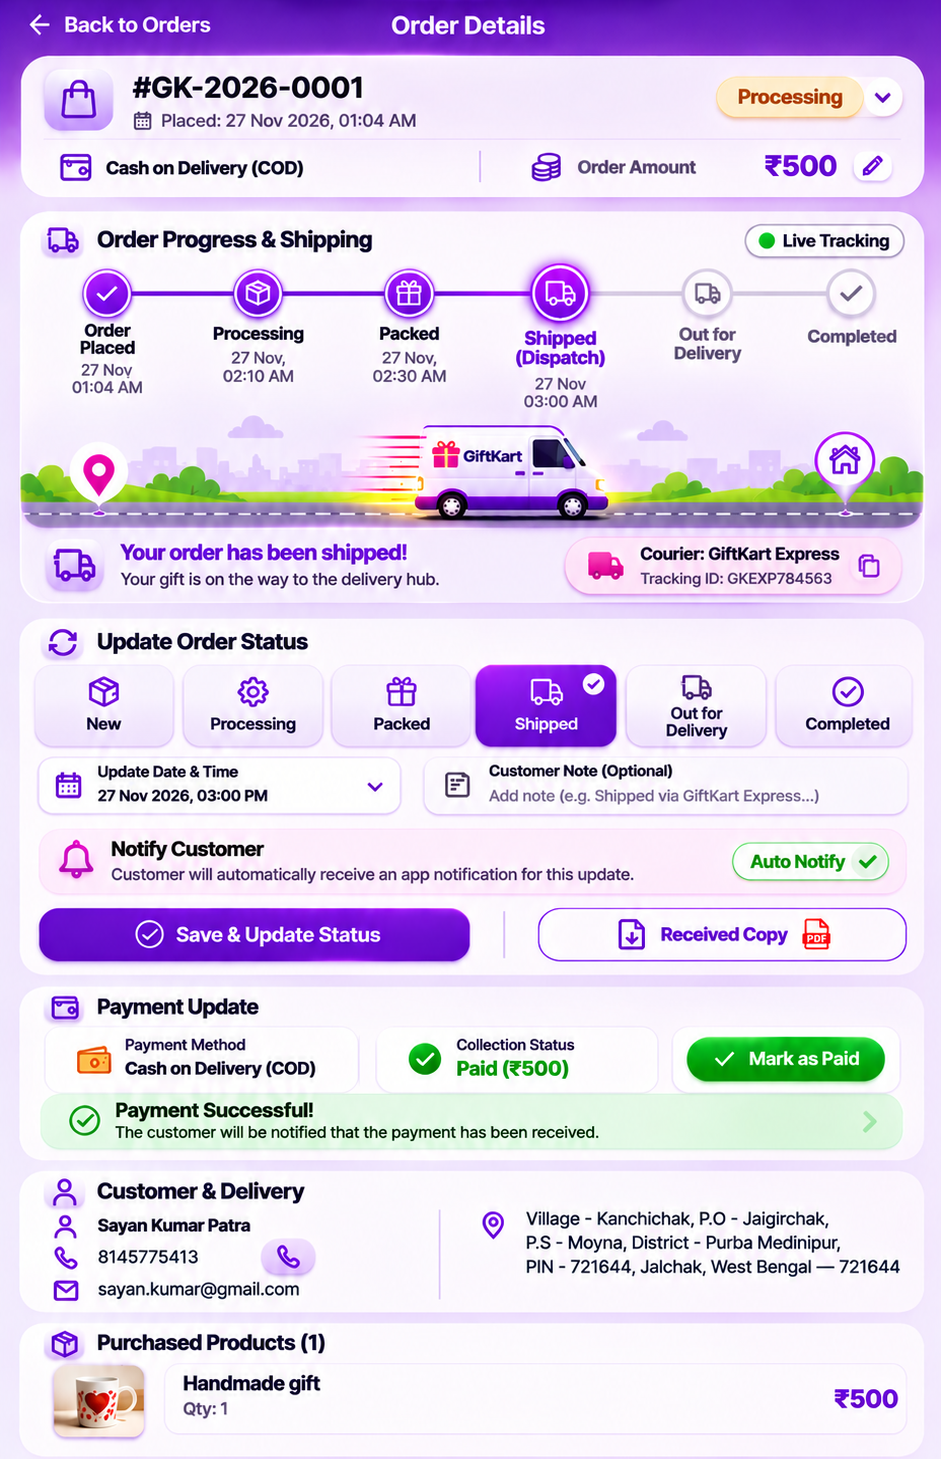 Back to Orders
Order Details
#GK-2026-0001
Placed: 27 Nov 2026, 01:04 AM
Processing
Cash on Delivery (COD)
Order Amount
₹500
Order Progress & Shipping
Live Tracking
Order
Placed
27 Nov
01:04 AM
Processing
27 Nov,
02:10 AM
Packed
27 Nov,
02:30 AM
Shipped
(Dispatch)
27 Nov
03:00 AM
Out for
Delivery
Completed
GiftKart
Your order has been shipped!
Your gift is on the way to the delivery hub.
Courier: GiftKart Express
Tracking ID: GKEXP784563
Update Order Status
New
Processing
Packed
Shipped
Out for
Delivery
Completed
Update Date & Time
27 Nov 2026, 03:00 PM
Customer Note (Optional)
Add note (e.g. Shipped via GiftKart Express...)
Notify Customer
Customer will automatically receive an app notification for this update.
Auto Notify
Save & Update Status
Received Copy
PDF
Payment Update
Payment Method
Cash on Delivery (COD)
Collection Status
Paid (₹500)
Mark as Paid
Payment Successful!
The customer will be notified that the payment has been received.
Customer & Delivery
Sayan Kumar Patra
8145775413
sayan.kumar@gmail.com
Village - Kanchichak, P.O - Jaigirchak,
P.S - Moyna, District - Purba Medinipur,
PIN - 721644, Jalchak, West Bengal — 721644
Purchased Products (1)
Handmade gift
Qty: 1
₹500